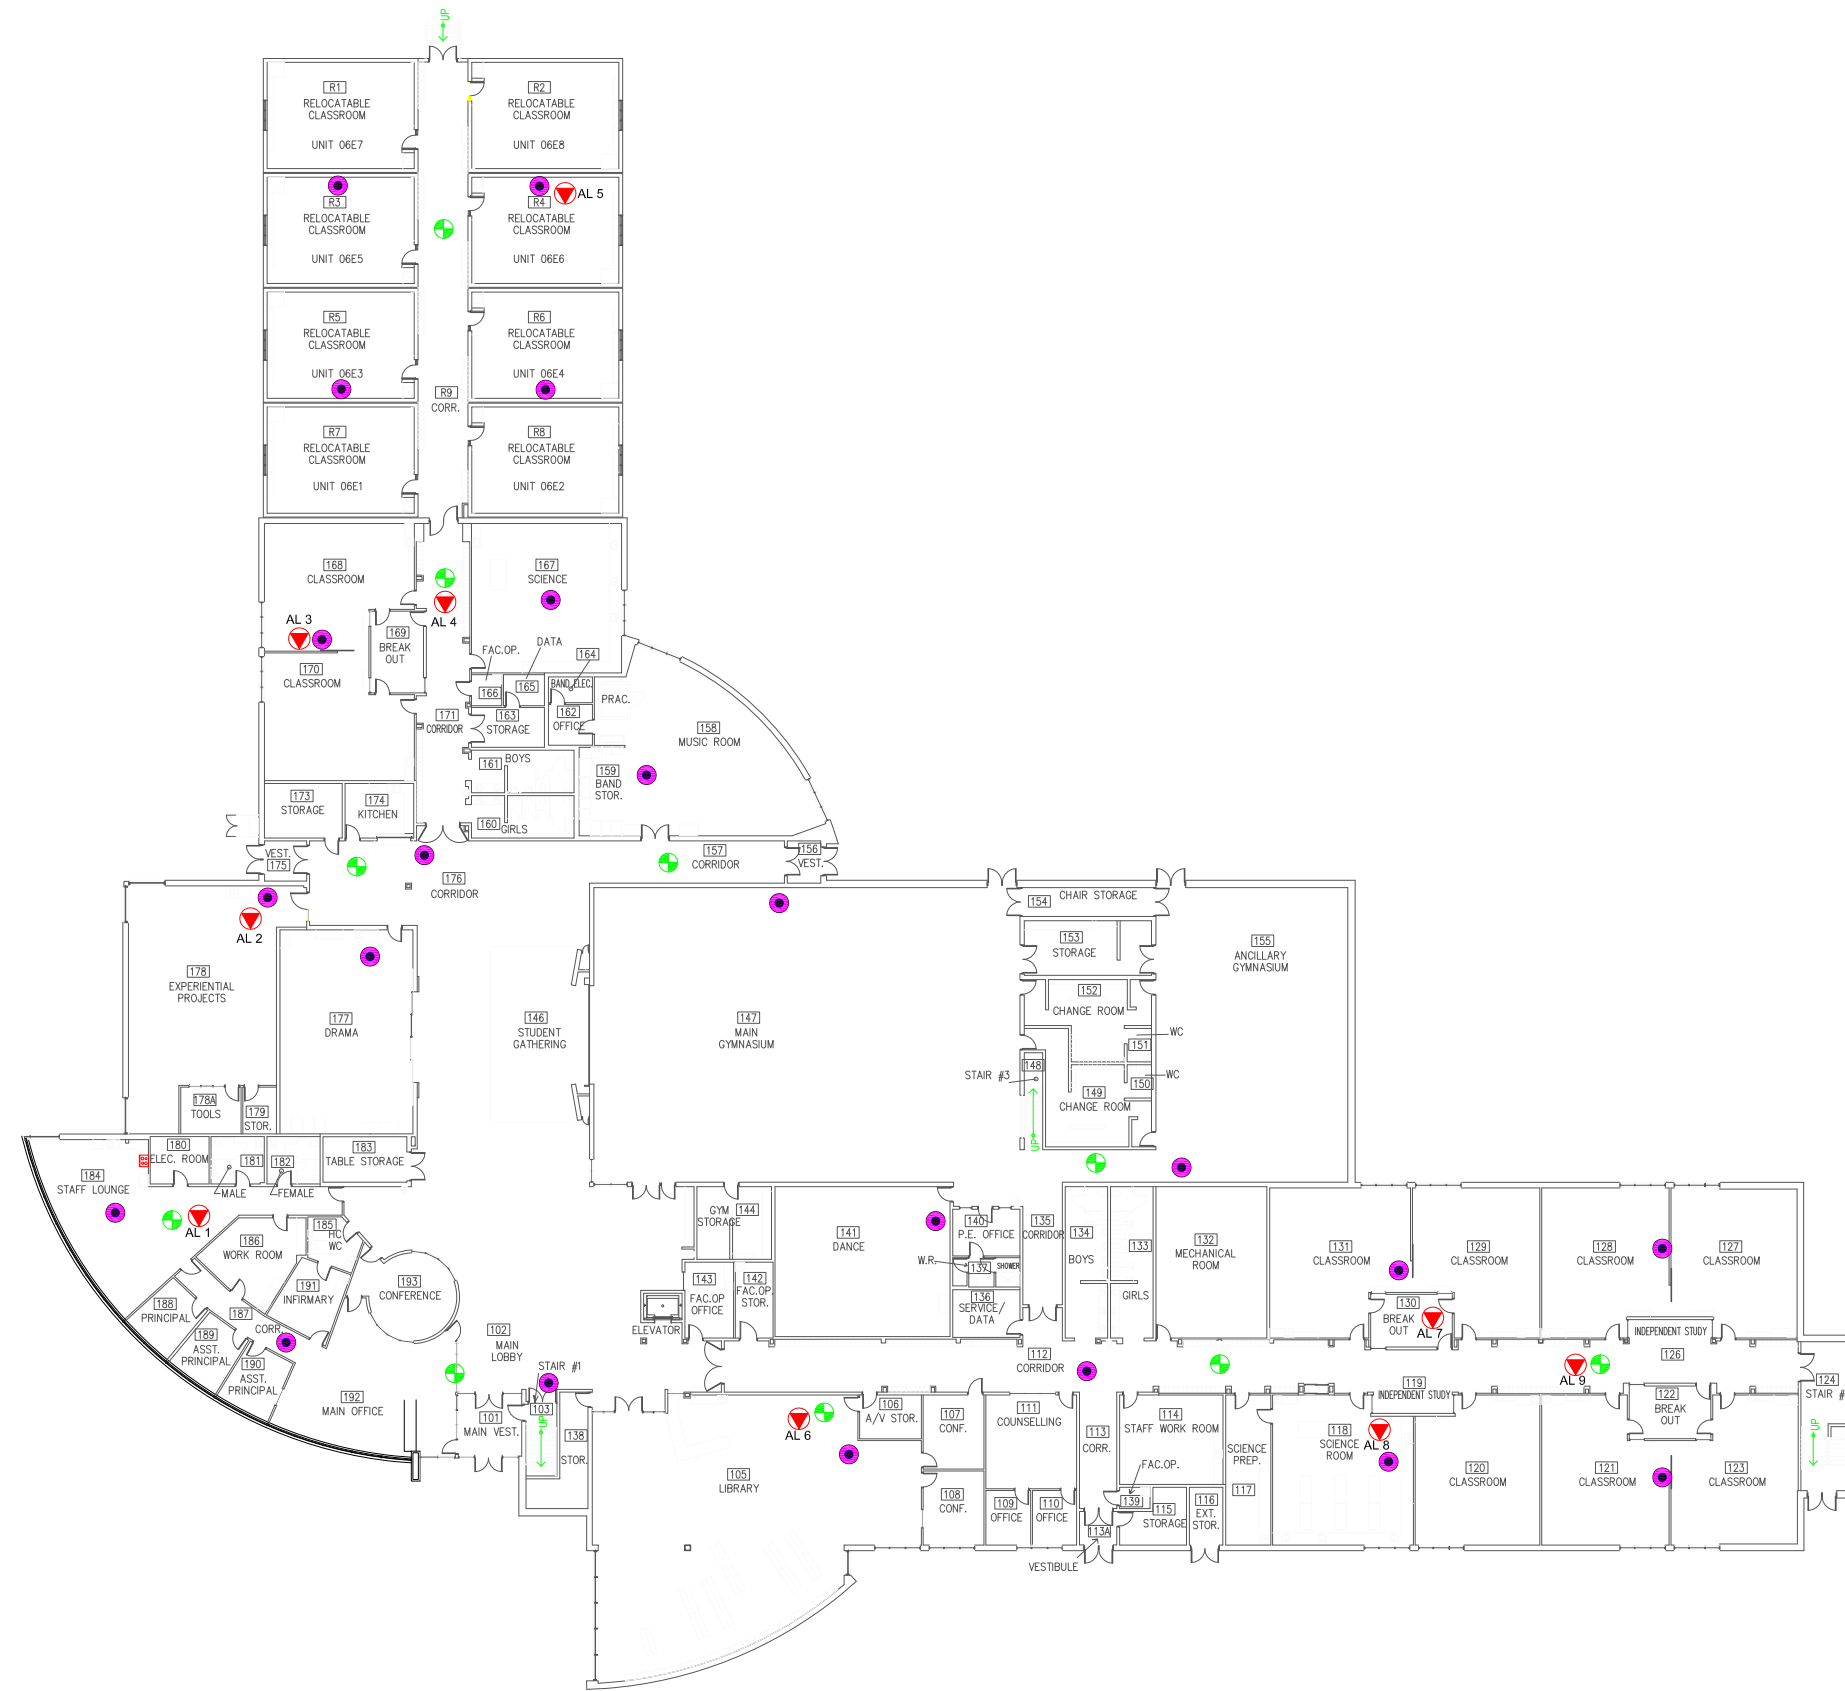 UP
R1
RELOCATABLE
CLASSROOM
UNIT 06E7
R2
RELOCATABLE
CLASSROOM
UNIT 06E8
R3
RELOCATABLE
CLASSROOM
UNIT 06E5
R4
AL 5
RELOCATABLE
CLASSROOM
UNIT 06E6
R5
RELOCATABLE
CLASSROOM
UNIT 06E3
R6
RELOCATABLE
CLASSROOM
UNIT 06E4
R9
CORR.
R7
RELOCATABLE
CLASSROOM
UNIT 06E1
R8
RELOCATABLE
CLASSROOM
UNIT 06E2
168
CLASSROOM
167
SCIENCE
AL 3
AL 4
169
BREAK
OUT
170
CLASSROOM
FAC.OP.
DATA
164
BAND ELEC.
166
165
PRAC.
171
CORRIDOR
163
STORAGE
162
OFFICE
158
MUSIC ROOM
161
BOYS
159
BAND
STOR.
173
STORAGE
174
KITCHEN
160
GIRLS
VEST.
175
176
CORRIDOR
157
CORRIDOR
156
VEST.
AL 2
178
EXPERIENTIAL
PROJECTS
177
DRAMA
146
STUDENT
GATHERING
147
MAIN
GYMNASIUM
154
CHAIR STORAGE
153
STORAGE
155
ANCILLARY
GYMNASIUM
152
CHANGE ROOM
WC
151
148
STAIR #3
WC
150
149
CHANGE ROOM
UP
178A
TOOLS
179
STOR.
180
ELEC. ROOM
181
182
183
TABLE STORAGE
MALE
FEMALE
184
STAFF LOUNGE
AL 1
185
HC
WC
186
WORK ROOM
191
INFIRMARY
193
CONFERENCE
188
PRINCIPAL
187
CORR.
189
ASST.
PRINCIPAL
190
ASST.
PRINCIPAL
192
MAIN OFFICE
102
MAIN
LOBBY
STAIR #1
101
MAIN VEST.
103
UP
138
STOR.
ELEVATOR
GYM
STORAGE
144
143
FAC.OP
OFFICE
142
FAC.OP.
STOR.
141
DANCE
140
P.E. OFFICE
W.R.
137
SHOWER
136
SERVICE/
DATA
135
CORRIDOR
134
BOYS
133
GIRLS
132
MECHANICAL
ROOM
131
CLASSROOM
129
CLASSROOM
128
CLASSROOM
127
CLASSROOM
130
BREAK
OUT
AL 7
INDEPENDENT STUDY
126
112
CORRIDOR
AL 9
119
INDEPENDENT STUDY
122
BREAK
OUT
124
STAIR #
UP
AL 6
105
LIBRARY
106
A/V STOR.
107
CONF.
108
CONF.
111
COUNSELLING
109
OFFICE
110
OFFICE
113
CORR.
113A
VESTIBULE
114
STAFF WORK ROOM
FAC.OP.
139
115
STORAGE
116
EXT.
STOR.
SCIENCE
PREP.
117
118
SCIENCE
ROOM
AL 8
120
CLASSROOM
121
CLASSROOM
123
CLASSROOM